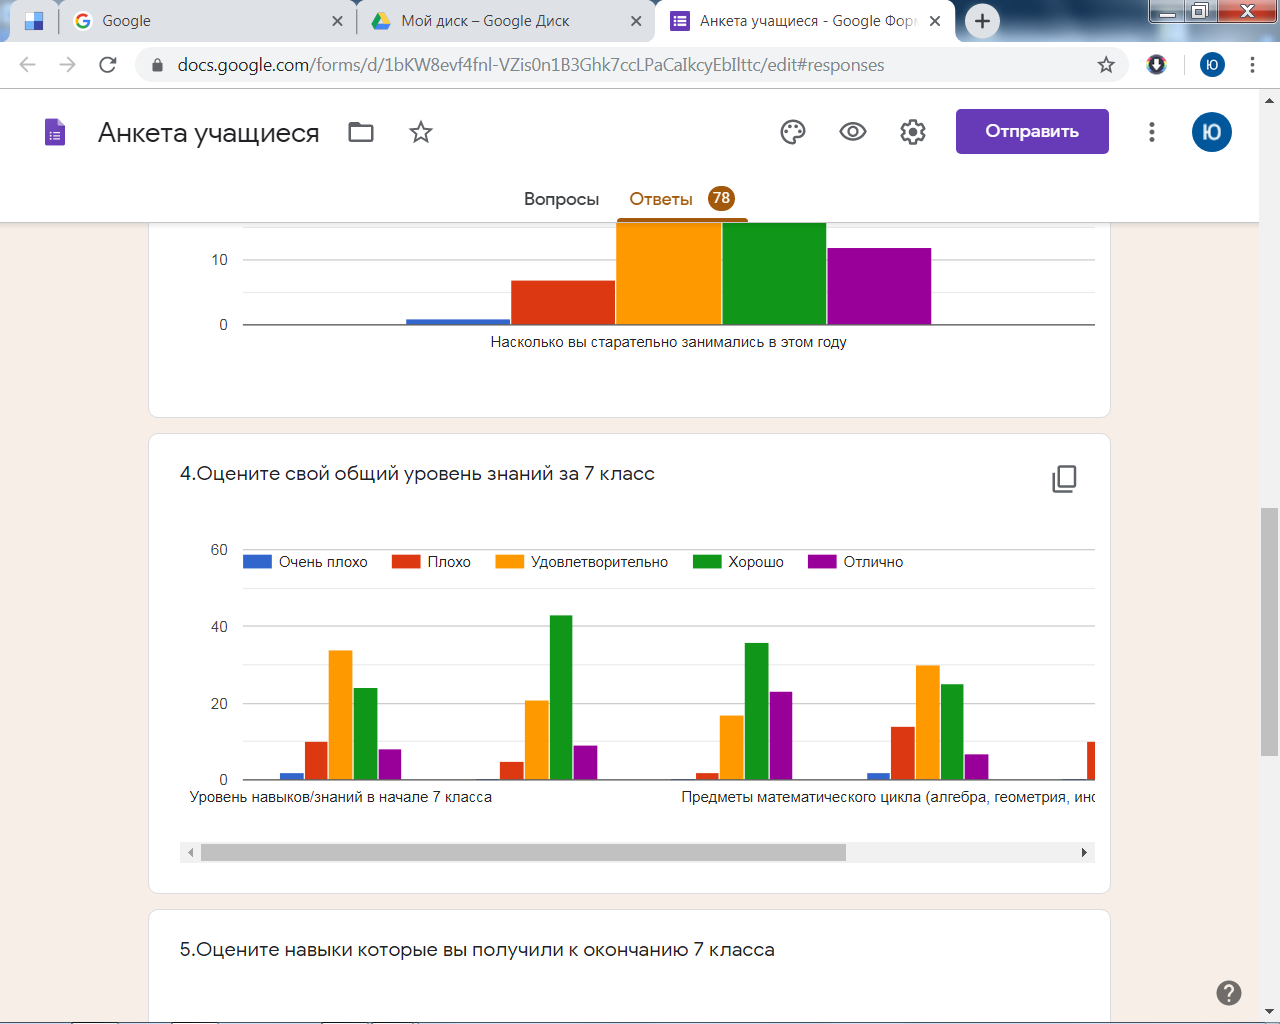 Google
Мой диск – Google Диск
Анкета учащиеся - Google Фор
docs.google.com/forms/d/1bKW8evf4fnl-VZis0n1B3Ghk7ccLPaCaIkcyEbIlttc/edit#responses
Ю
Анкета учащиеся
Отправить
Ю
Вопросы
Ответы 78
10
0
Насколько вы старательно занимались в этом году
4.Оцените свой общий уровень знаний за 7 класс
60
Очень плохо
Плохо
Удовлетворительно
Хорошо
Отлично
40
20
0
Уровень навыков/знаний в начале 7 класса
Предметы математического цикла (алгебра, геометрия, инс
5.Оцените навыки которые вы получили к окончанию 7 класса